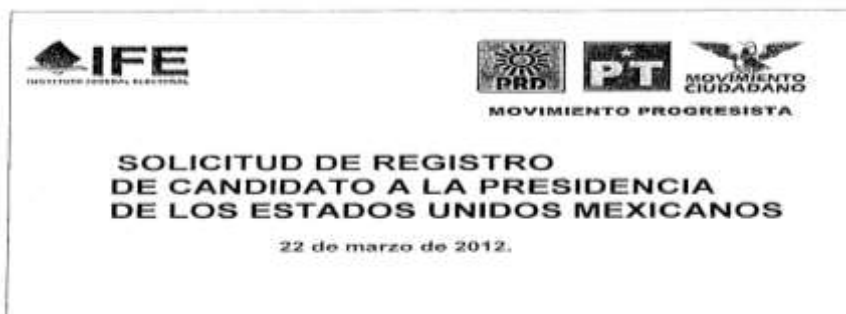 IFE
INSTITUTO FEDERAL ELECTORAL
PRD
PT
MOVIMIENTO
CIUDADANO
MOVIMIENTO PROGRESISTA
SOLICITUD DE REGISTRO
DE CANDIDATO A LA PRESIDENCIA
DE LOS ESTADOS UNIDOS MEXICANOS
22 de marzo de 2012.